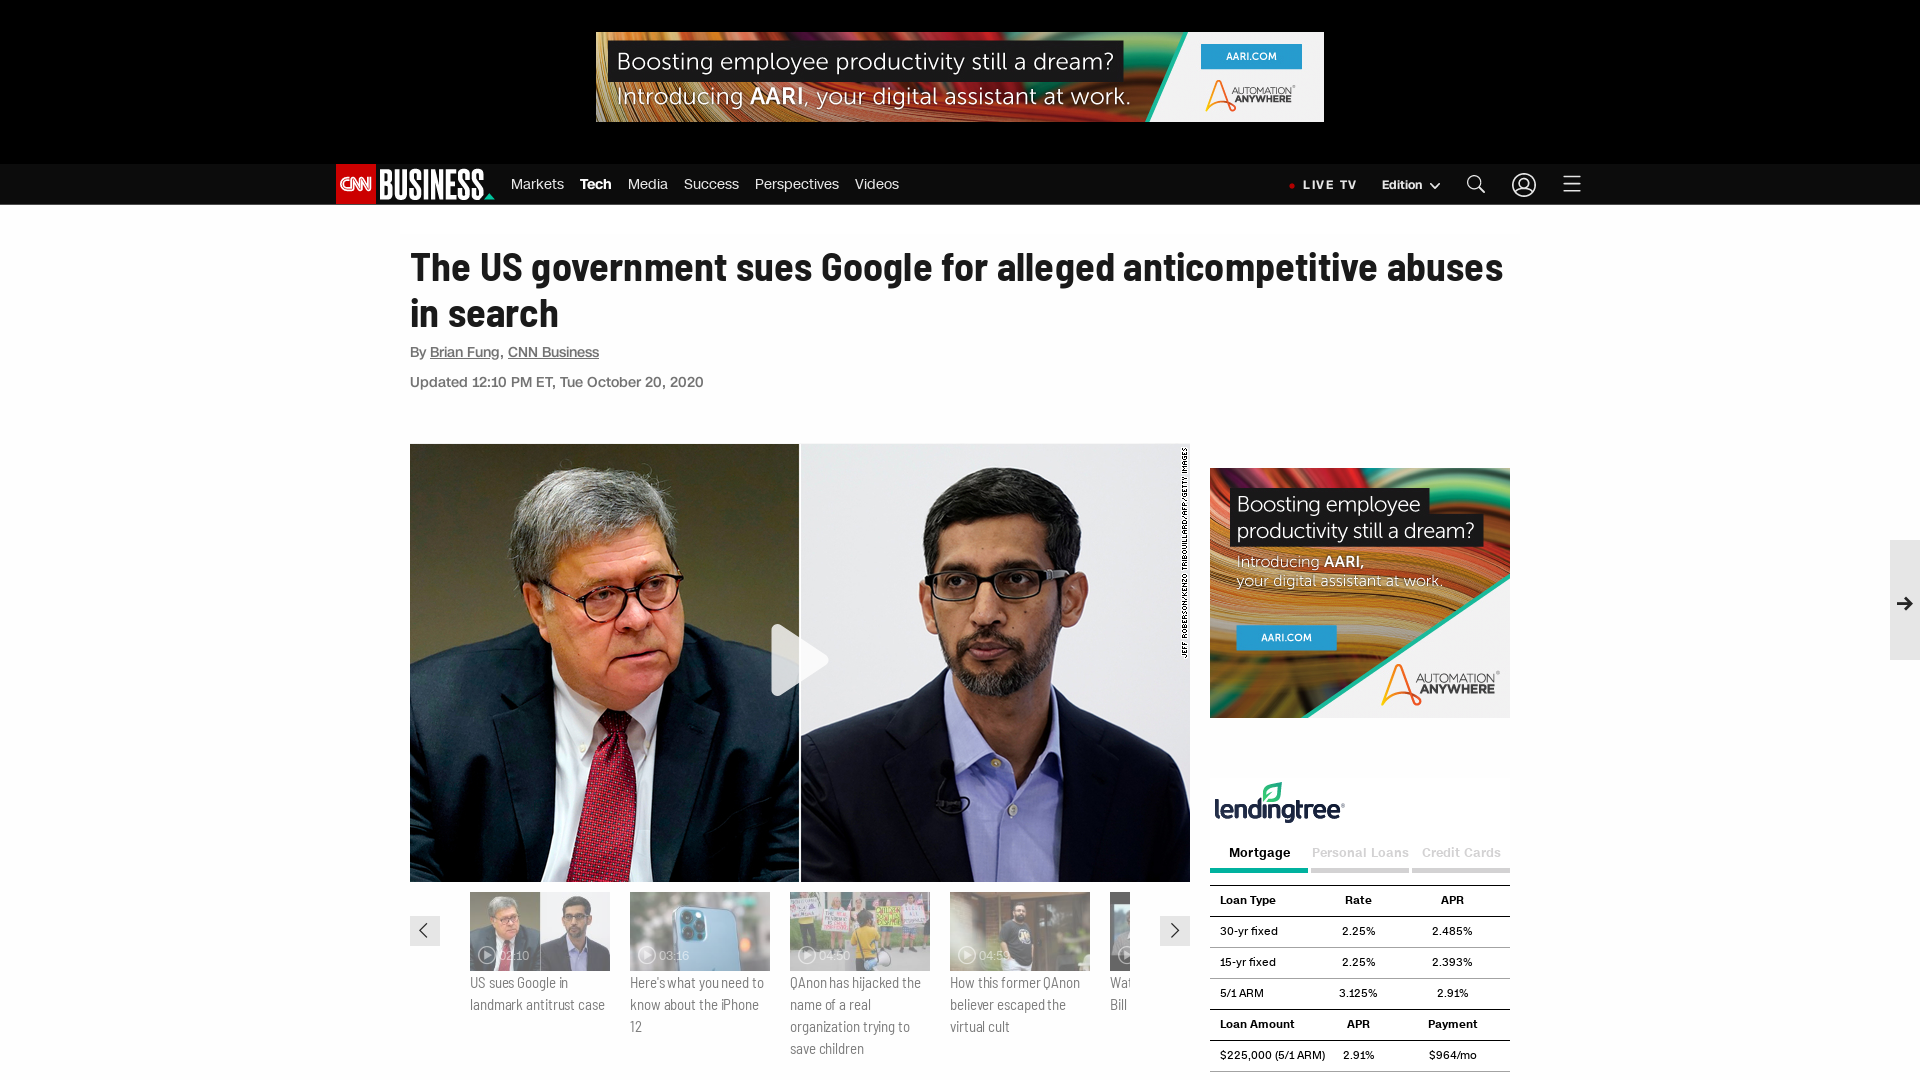 Boosting employee productivity still a dream?
Introducing AARI, your digital assistant at work.
AARI.COM
AUTOMATION ANYWHERE
CNN BUSINESS
Markets Tech Media Success Perspectives Videos
LIVE TV Edition
The US government sues Google for alleged anticompetitive abuses
in search
By Brian Fung, CNN Business
Updated 12:10 PM ET, Tue October 20, 2020
JEFF ROBERSON/KENZO TRIBOUILLARD/AFP/GETTY IMAGES
02:10
US sues Google in
landmark antitrust case
03:16
Here's what you need to
know about the iPhone
12
04:50
QAnon has hijacked the
name of a real
organization trying to
save children
How this former QAnon
believer escaped the
virtual cult
Bill
Boosting employee
productivity still a dream?
Introducing AARI,
your digital assistant at work.
AARI.COM
AUTOMATION
ANYWHERE
lendingtree
Mortgage Personal Loans Credit Cards
Loan Type Rate APR
30-yr fixed 2.25% 2.485%
15-yr fixed 2.25% 2.393%
5/1 ARM 3.125% 2.91%
Loan Amount APR Payment
$225,000 (5/1 ARM) 2.91% $964/mo